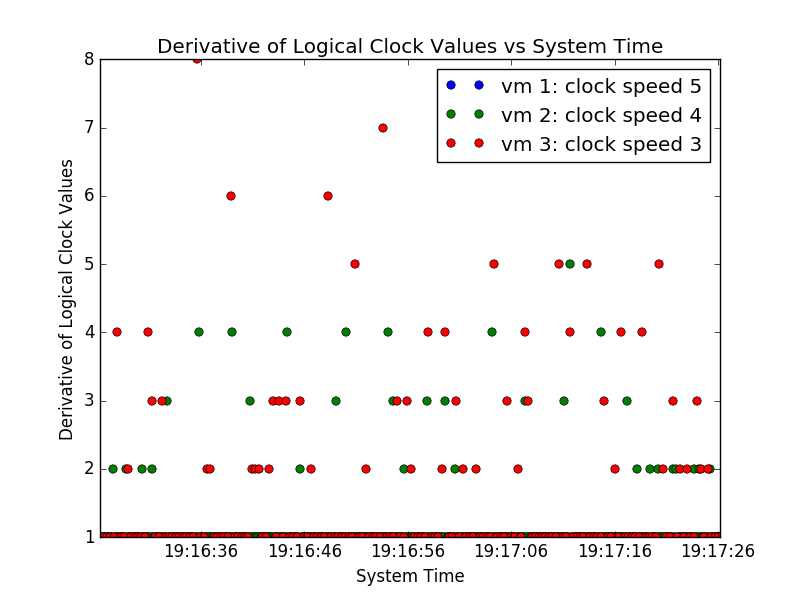 Derivative of Logical Clock Values vs System Time
8
7
6
5
4
3
2
1
Derivative of Logical Clock Values
vm 1: clock speed 5
vm 2: clock speed 4
vm 3: clock speed 3
19:16:36 19:16:46 19:16:56 19:17:06 19:17:16 19:17:26
System Time